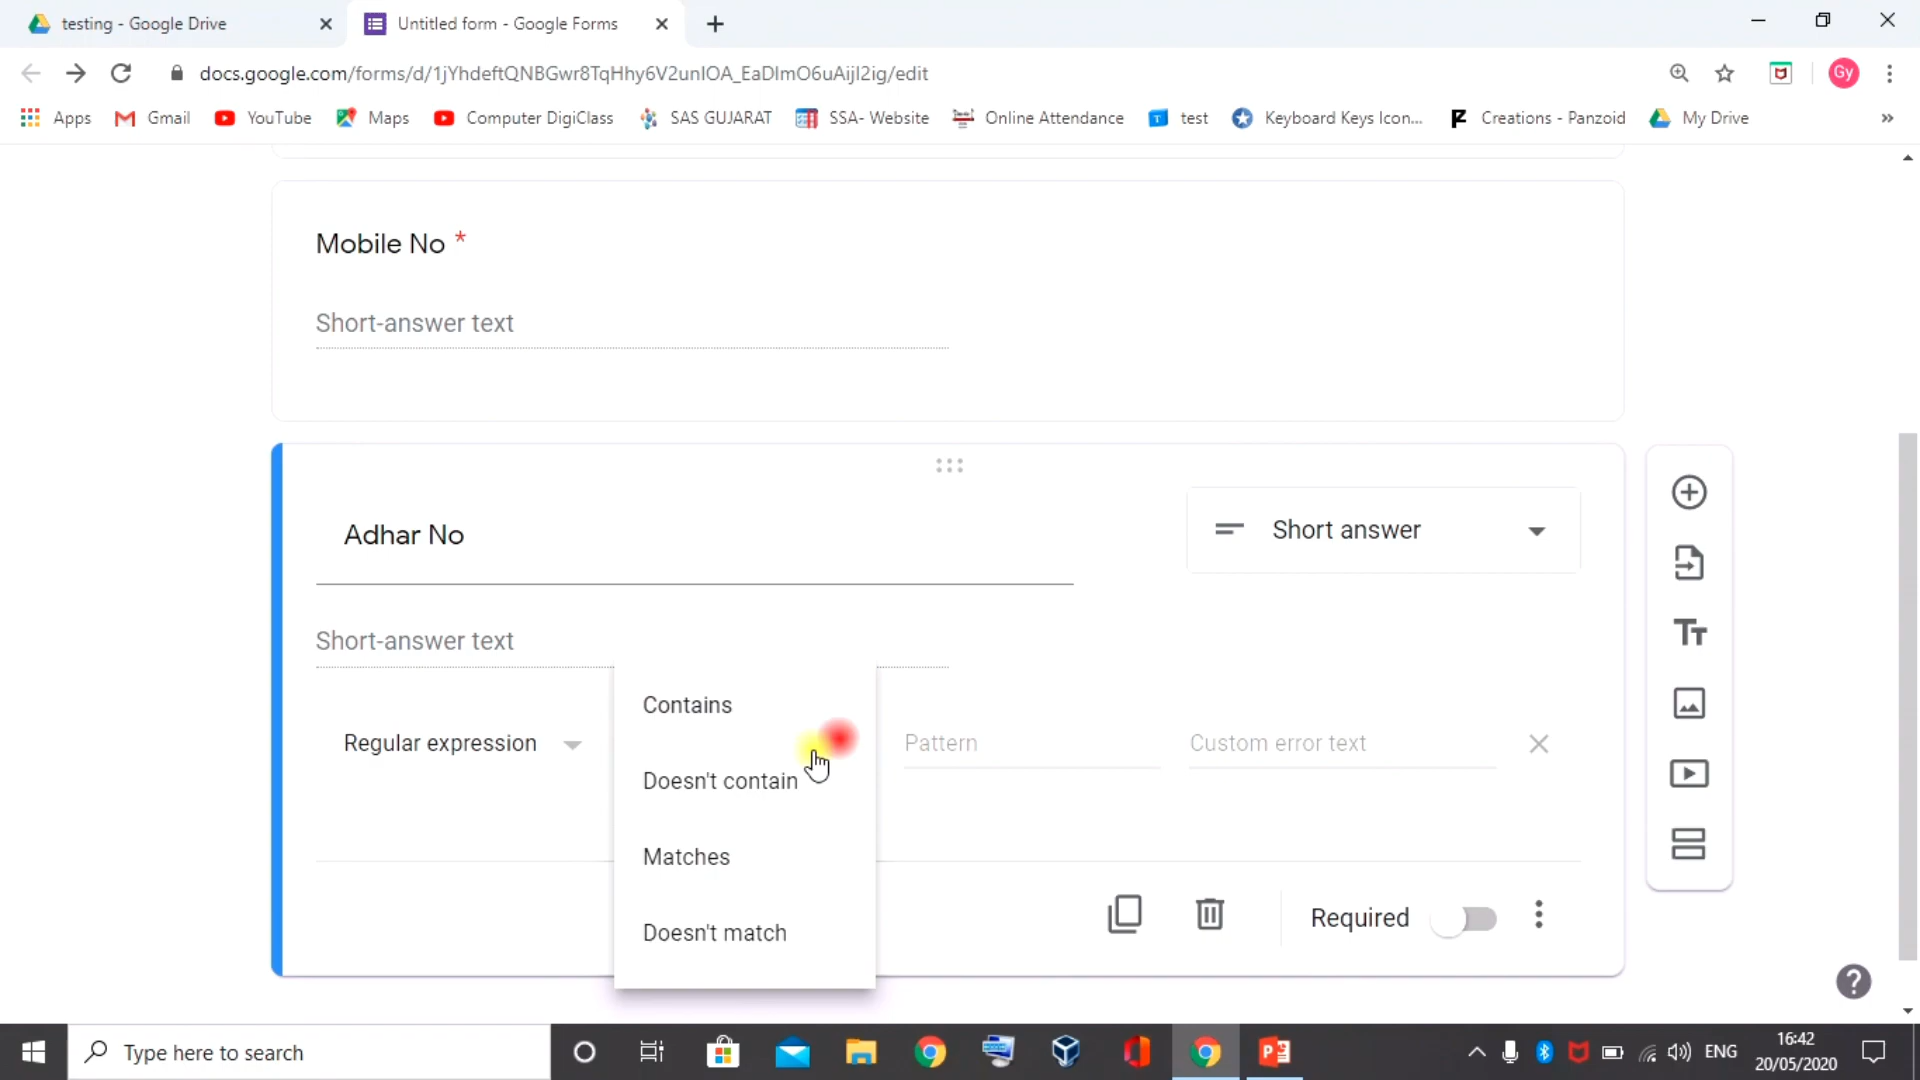 testing - Google Drive
Untitled form - Google Forms
docs.google.com/forms/d/1jYhdeftQNBGwr8TqHhy6V2unIOA_EaDlmO6uAijl2ig/edit
Gy
Apps
Gmail
YouTube
Maps
Computer DigiClass
SAS GUJARAT
SSA- Website
Online Attendance
test
Keyboard Keys Icon...
Creations - Panzoid
My Drive
Mobile No *
Short-answer text
Adhar No
Short answer
Short-answer text
Regular expression
Contains
Doesn't contain
Matches
Doesn't match
Pattern
Custom error text
Required
Type here to search
ENG
16:42
20/05/2020